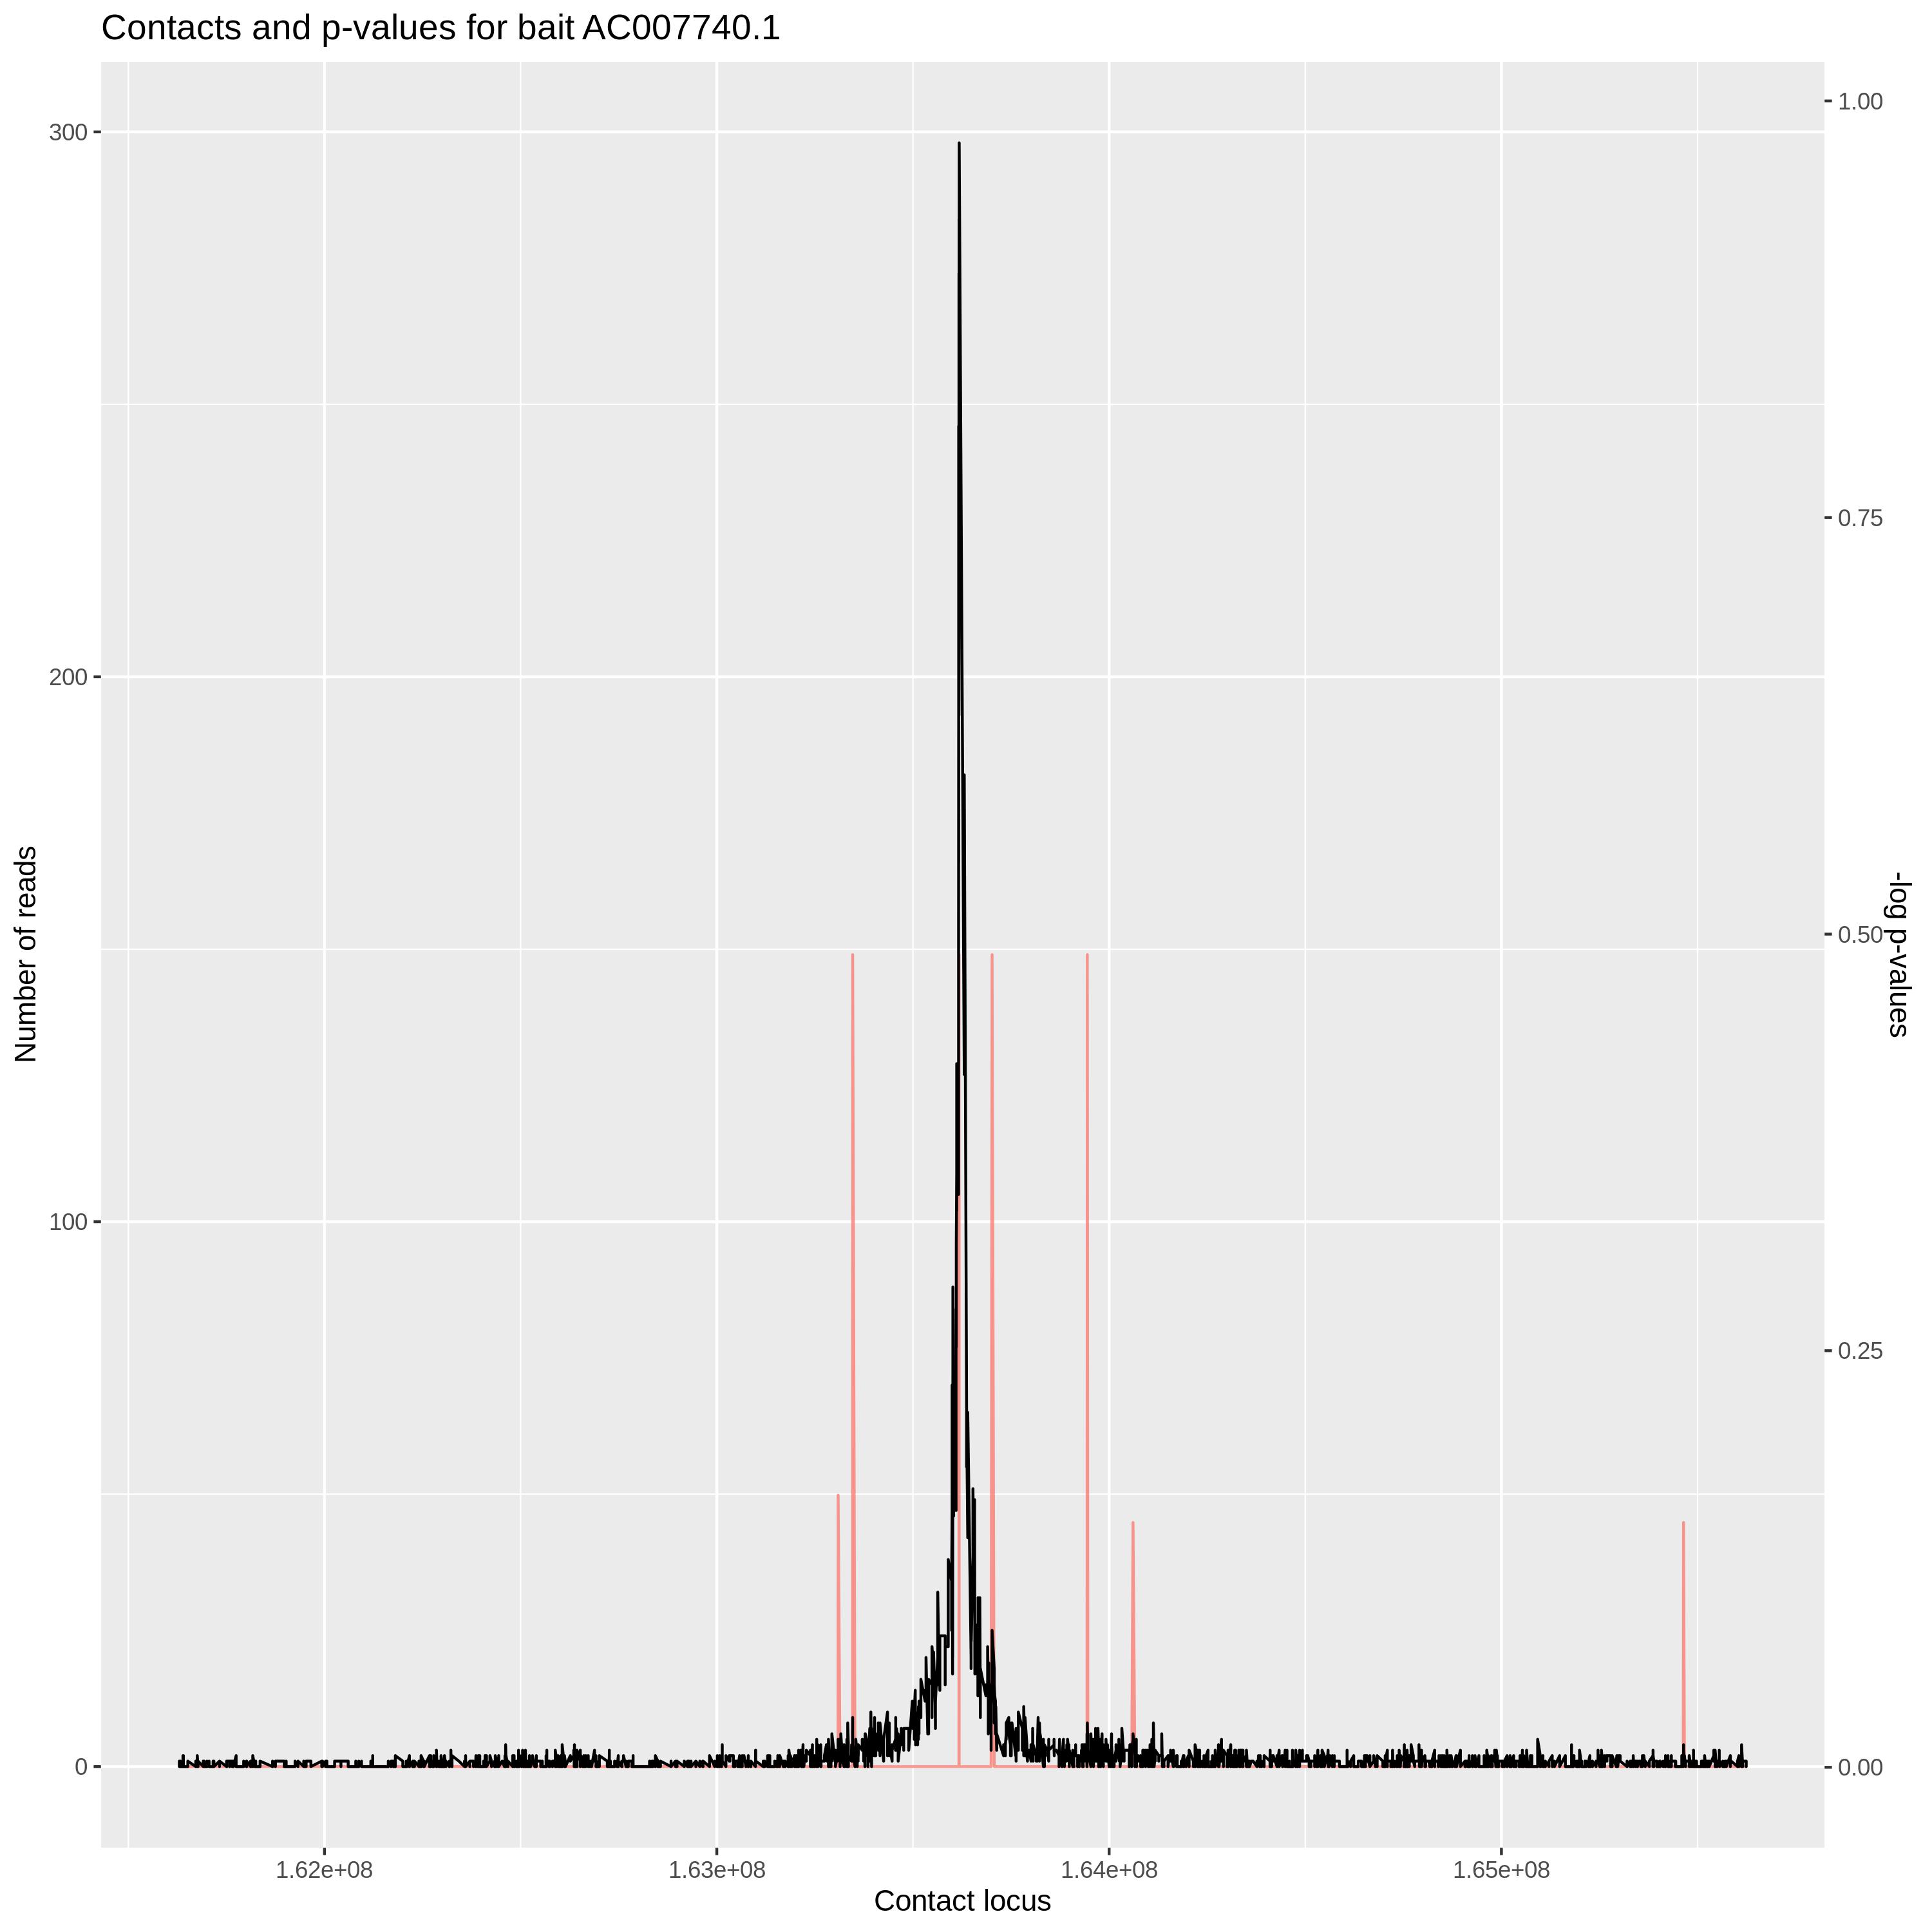 Contacts and p-values for bait AC007740.1
300
200
100
0
Number of reads
1.00
0.75
0.50
0.25
0.00
-log p-values
1.62e+08 1.63e+08 1.64e+08 1.65e+08
Contact locus